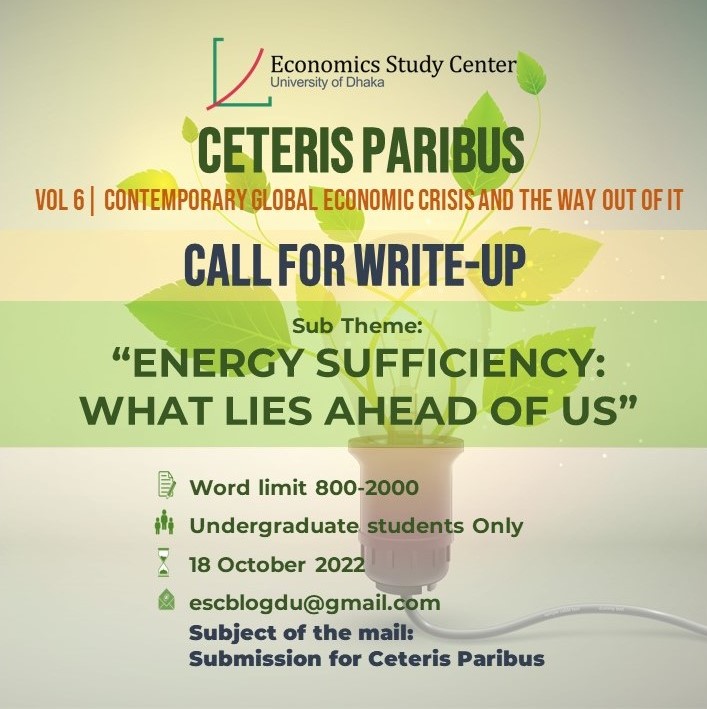 Economics Study Center
University of Dhaka
CETERIS PARIBUS
VOL 6| CONTEMPORARY GLOBAL ECONOMIC CRISIS AND THE WAY OUT OF IT
CALL FOR WRITE-UP
Sub Theme:
“ENERGY SUFFICIENCY:
WHAT LIES AHEAD OF US”
Word limit 800-2000
Undergraduate students Only
18 October 2022
escblogdu@gmail.com
Subject of the mail:
Submission for Ceteris Paribus